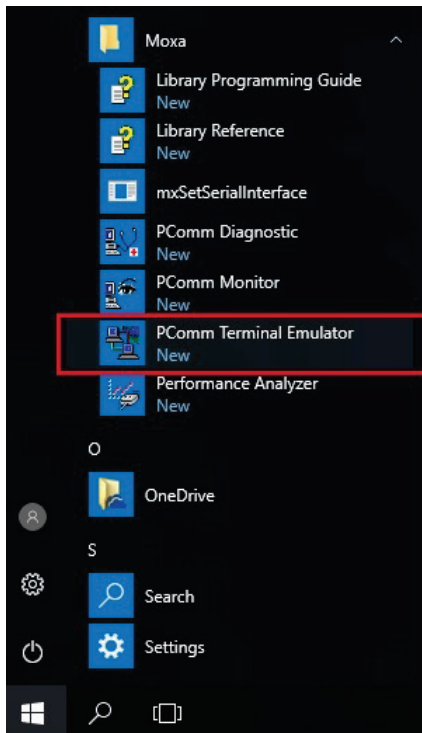 Moxa
Library Programming Guide
New
Library Reference
New
mxSetSerialInterface
PComm Diagnostic
New
PComm Monitor
New
PComm Terminal Emulator
New
Performance Analyzer
New
O
OneDrive
S
Search
Settings